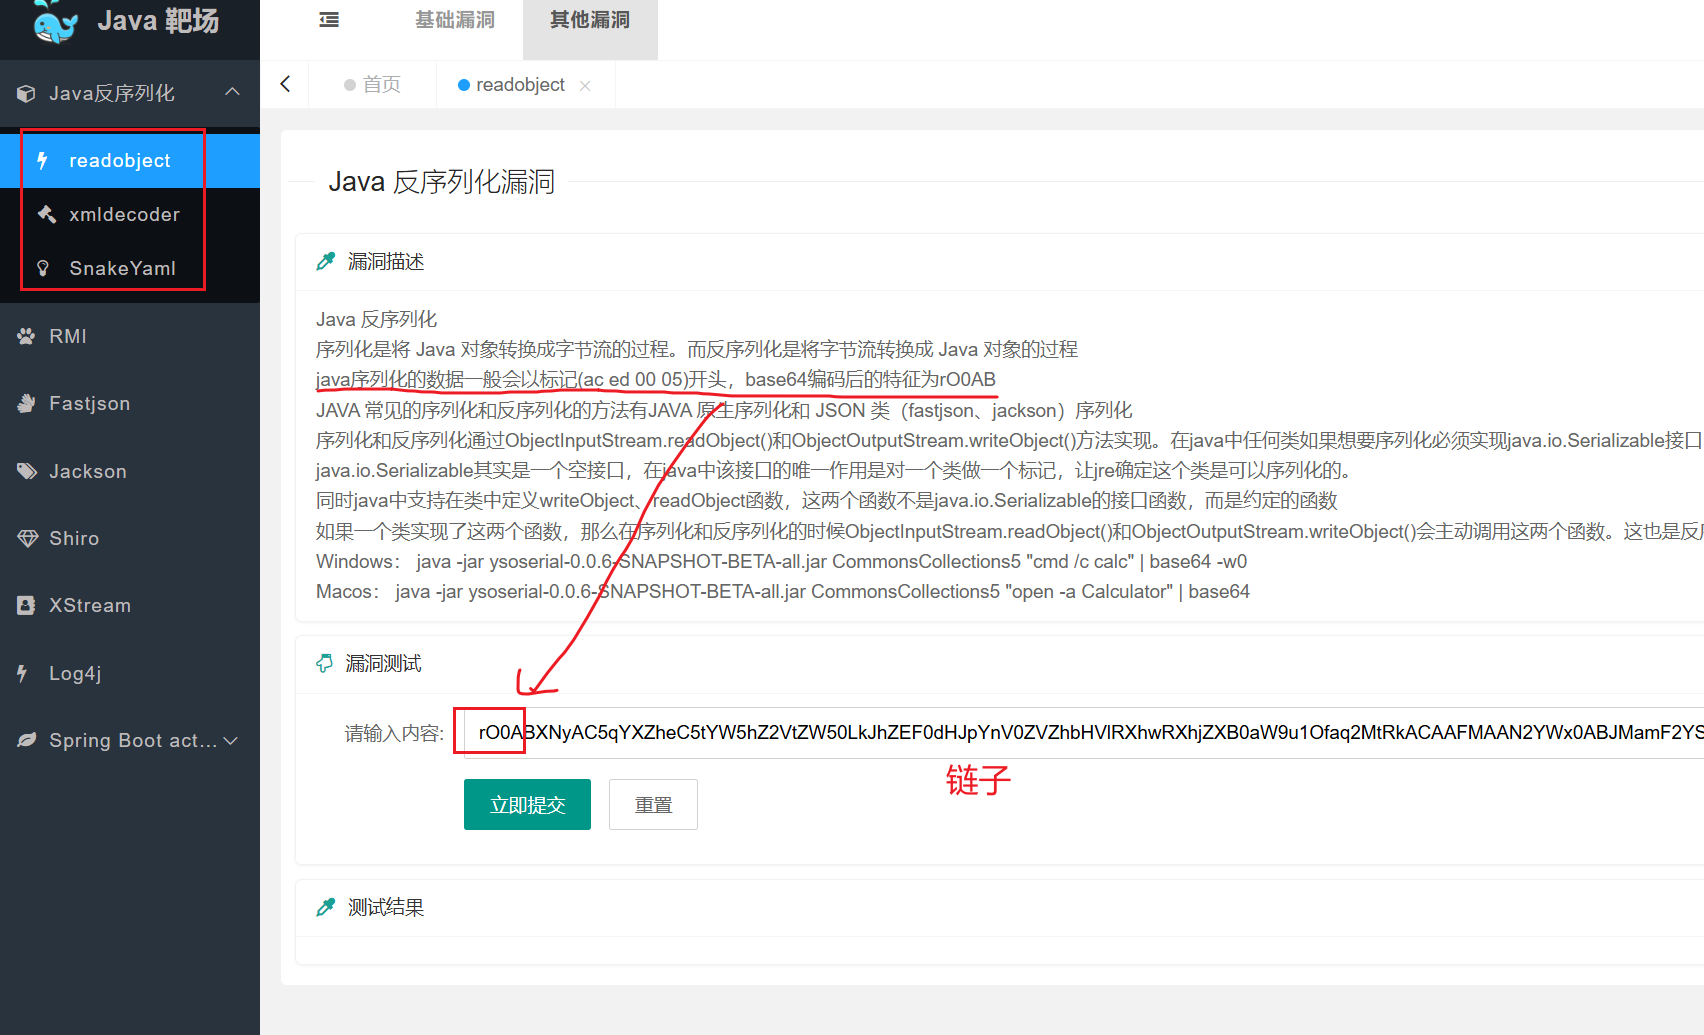 Java 靶场
基础漏洞
其他漏洞
首页
readobject
Java反序列化
readobject
xmldecoder
SnakeYaml
RMI
Fastjson
Jackson
Shiro
XStream
Log4j
Spring Boot act...
Java 反序列化漏洞
漏洞描述
Java 反序列化
序列化是将 Java 对象转换成字节流的过程。而反序列化是将字节流转换成 Java 对象的过程
java序列化的数据一般会以标记(ac ed 00 05)开头，base64编码后的特征为rO0AB
JAVA 常见的序列化和反序列化的方法有JAVA 原生序列化和 JSON 类（fastjson、jackson）序列化
序列化和反序列化通过ObjectInputStream.readObject()和ObjectOutputStream.writeObject()方法实现。在java中任何类如果想要序列化必须实现java.io.Serializable接口
java.io.Serializable其实是一个空接口，在java中该接口的唯一作用是对一个类做一个标记，让jre确定这个类是可以序列化的。
同时java中支持在类中定义writeObject、readObject函数，这两个函数不是java.io.Serializable的接口函数，而是约定的函数
如果一个类实现了这两个函数，那么在序列化和反序列化的时候ObjectInputStream.readObject()和ObjectOutputStream.writeObject()会主动调用这两个函数。这也是反
Windows： java -jar ysoserial-0.0.6-SNAPSHOT-BETA-all.jar CommonsCollections5 "cmd /c calc" | base64 -w0
Macos： java -jar ysoserial-0.0.6-SNAPSHOT-BETA-all.jar CommonsCollections5 "open -a Calculator" | base64
漏洞测试
请输入内容:
rO0ABXNyAC5qYXZheC5tYW5hZ2VtZW50LkJhZEF0dHJpYnV0ZVZhbHVlRXhwRXhjZXB0aW9u1Ofaq2MtRkACAAFMAAN2YWx0ABJMamF2YS
链子
立即提交
重置
测试结果